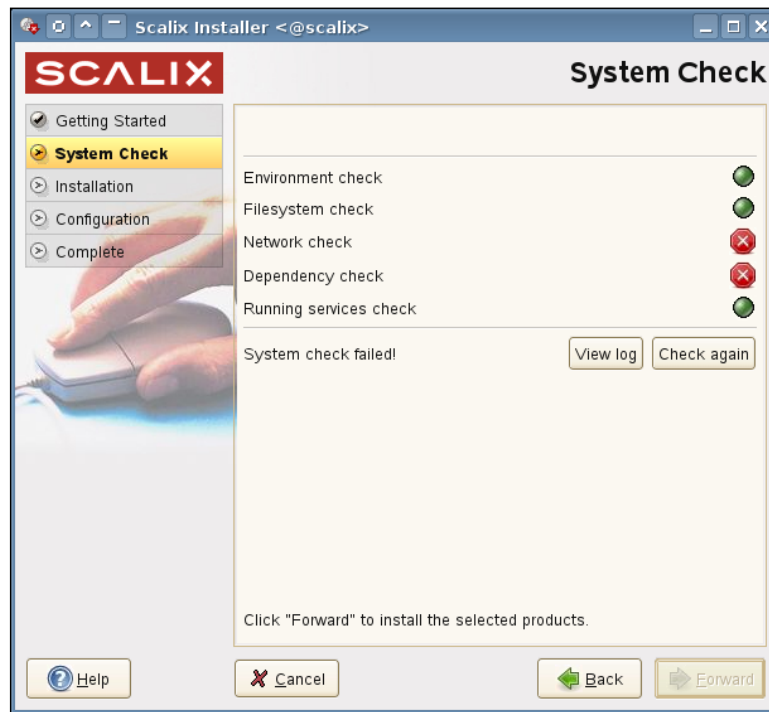 Scalix Installer <@scalix>
SCALIX
System Check
Getting Started
System Check
Installation
Configuration
Complete
Environment check
Filesystem check
Network check
Dependency check
Running services check
System check failed!
View log
Check again
Click "Forward" to install the selected products.
Help
Cancel
Back
Forward